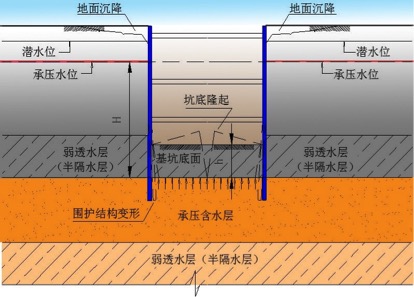 地面沉降
地面沉降
潜水位
潜水位
承压水位
承压水位
H
坑底隆起
弱透水层
（半隔水层）
基坑底面
h
弱透水层
（半隔水层）
围护结构变形
承压含水层
弱透水层（半隔水层）